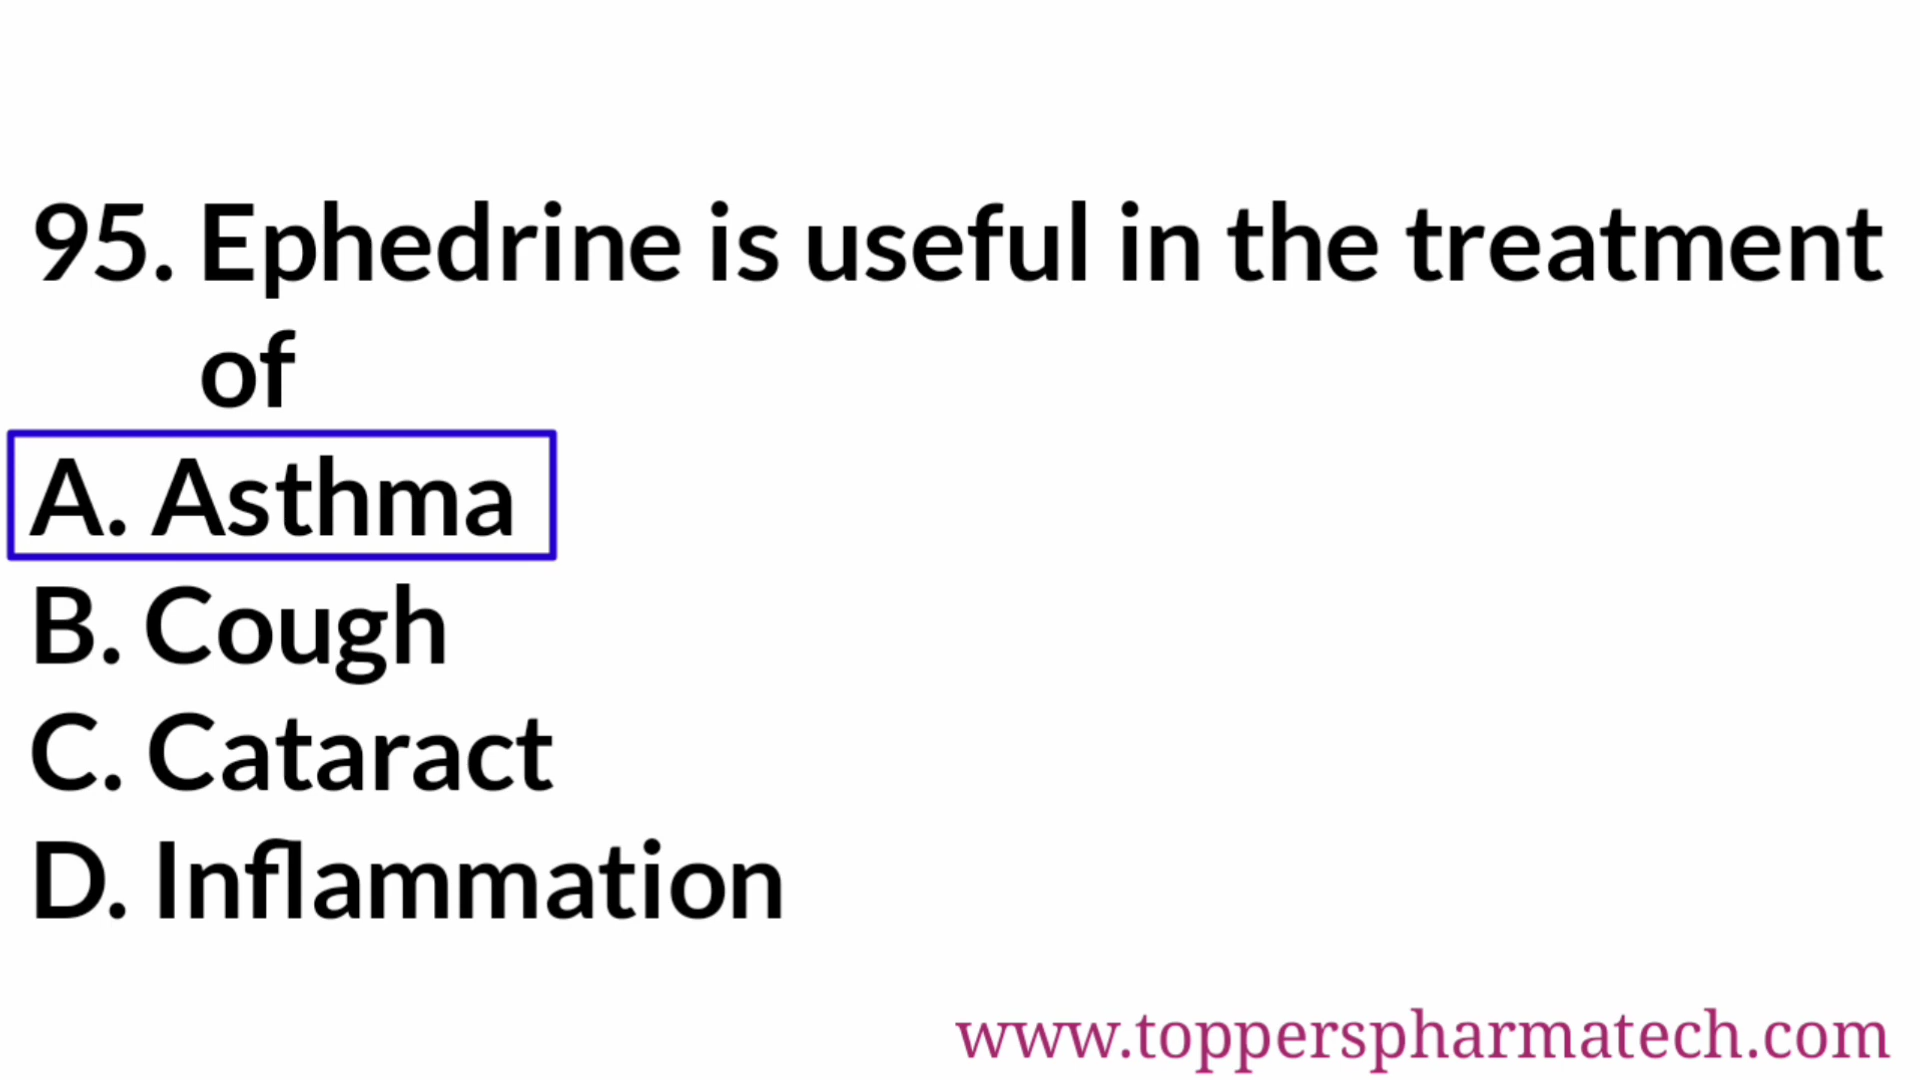 95. Ephedrine is useful in the treatment
of
A. Asthma
B. Cough
C. Cataract
D. Inflammation
www.topperspharmatech.com